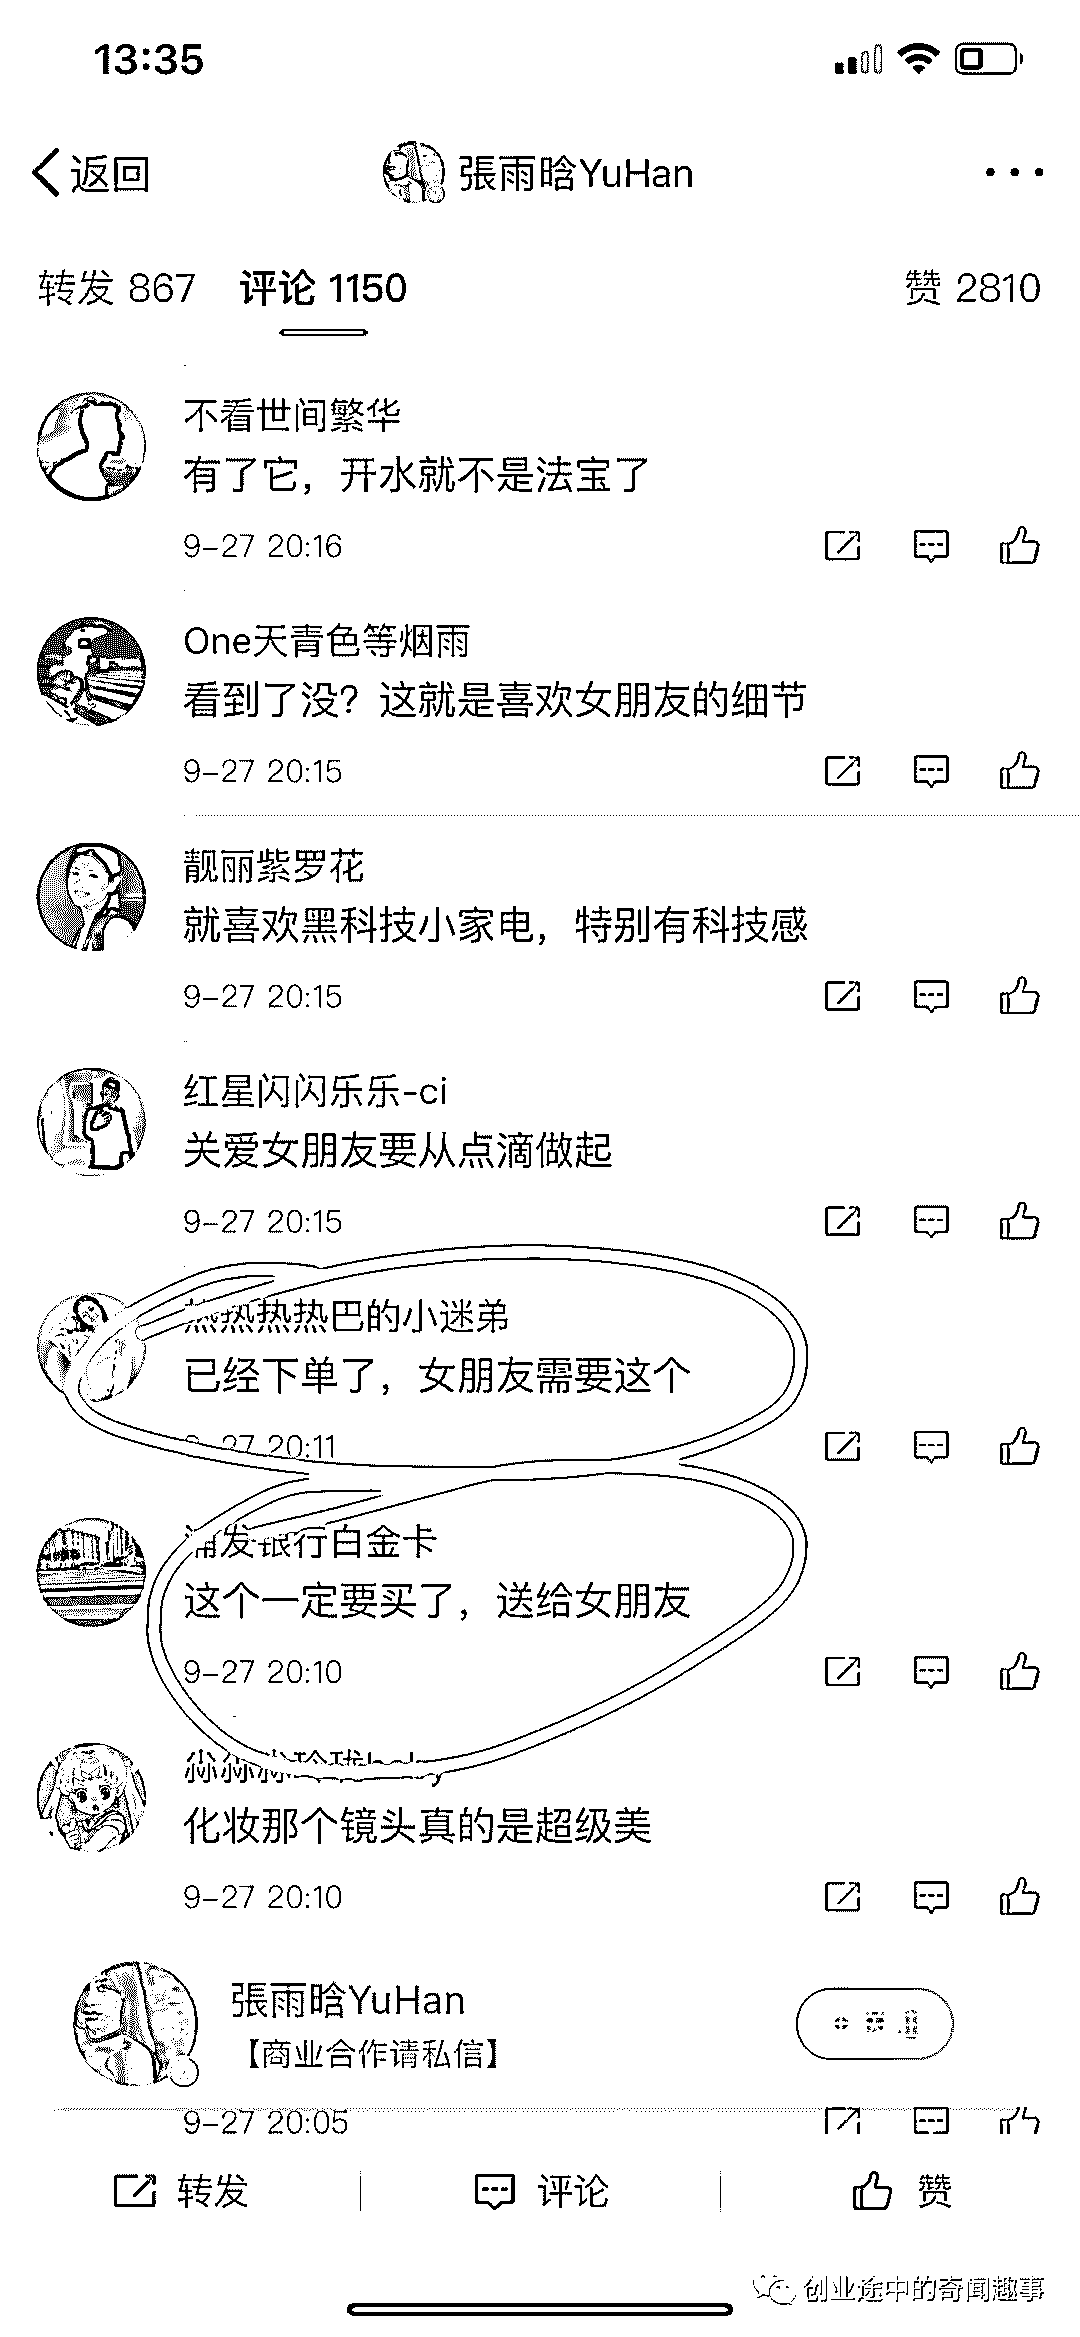 13:35
返回
張雨晗YuHan
转发 867 评论 1150 赞 2810
不看世间繁华
有了它，开水就不是法宝了
9-27 20:16
One天青色等烟雨
看到了没？这就是喜欢女朋友的细节
9-27 20:15
靓丽紫罗花
就喜欢黑科技小家电，特别有科技感
9-27 20:15
红星闪闪乐乐-ci
关爱女朋友要从点滴做起
9-27 20:15
热热热热巴的小迷弟
已经下单了，女朋友需要这个
9-27 20:11
浦发银行白金卡
这个一定要买了，送给女朋友
9-27 20:10
化妆那个镜头真的是超级美
9-27 20:10
張雨晗YuHan
【商业合作请私信】
9-27 20:05
转发 评论 赞
创业途中的奇闻趣事